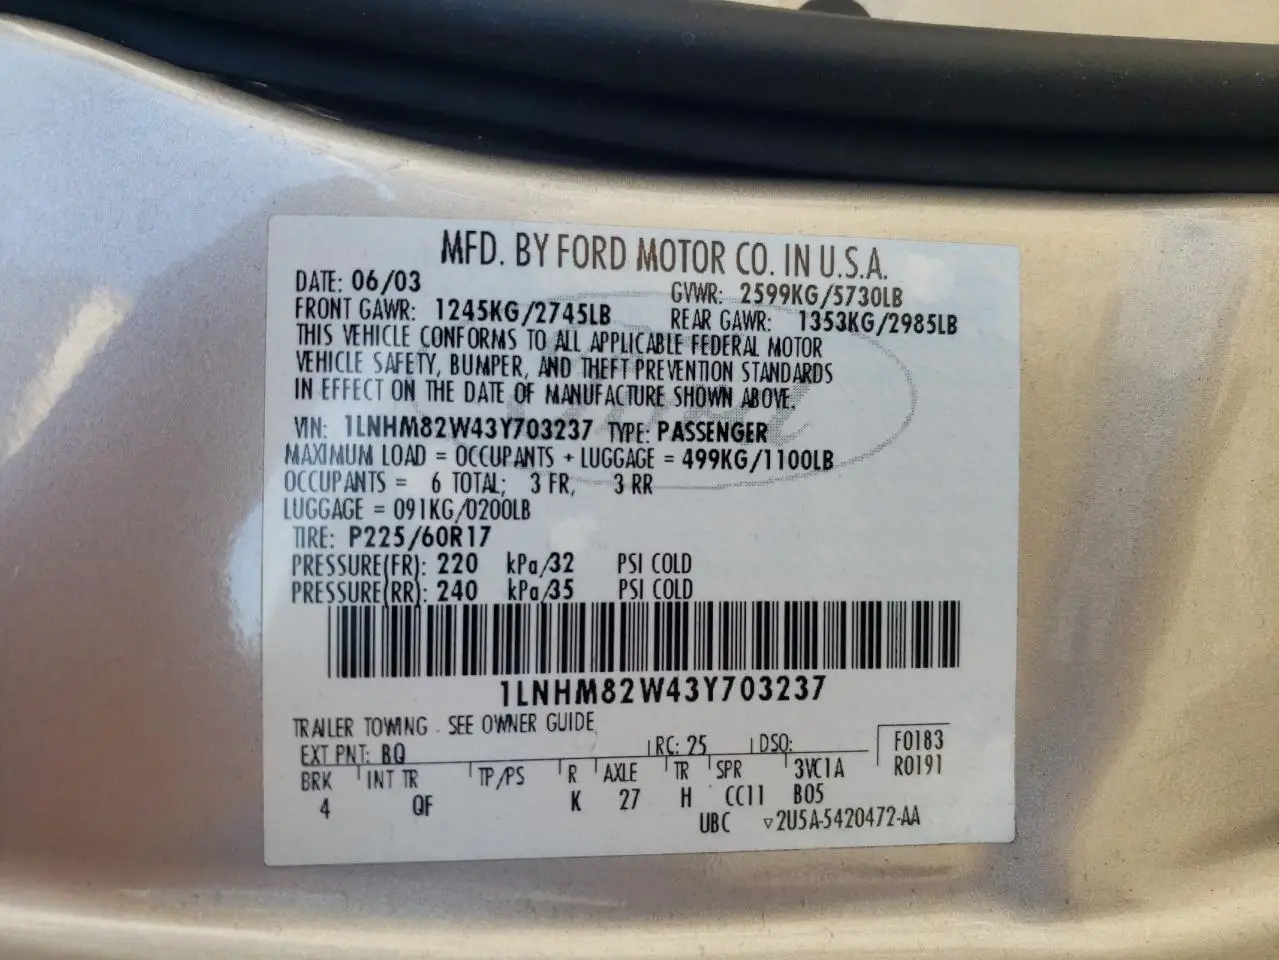 MFD. BY FORD MOTOR CO. IN U.S.A.
DATE: 06/03 GVWR: 2599KG/5730LB
FRONT GAWR: 1245KG/2745LB REAR GAWR: 1353KG/2985LB
THIS VEHICLE CONFORMS TO ALL APPLICABLE FEDERAL MOTOR
VEHICLE SAFETY, BUMPER, AND THEFT PREVENTION STANDARDS
IN EFFECT ON THE DATE OF MANUFACTURE SHOWN ABOVE.
VIN: 1LNHM82W43Y703237 TYPE: PASSENGER
MAXIMUM LOAD = OCCUPANTS + LUGGAGE = 499KG/1100LB
OCCUPANTS = 6 TOTAL; 3 FR, 3 RR
LUGGAGE = 091KG/0200LB
TIRE: P225/60R17
PRESSURE(FR): 220 kPa/32 PSI COLD
PRESSURE(RR): 240 kPa/35 PSI COLD
1LNHM82W43Y703237
TRAILER TOWING - SEE OWNER GUIDE
EXT PNT: BQ RC: 25 DSO: F0183
BRK INT TR TP/PS R AXLE TR SPR 3VC1A R0191
4 QF K 27 H CC11 B05
UBC ▽2U5A-5420472-AA